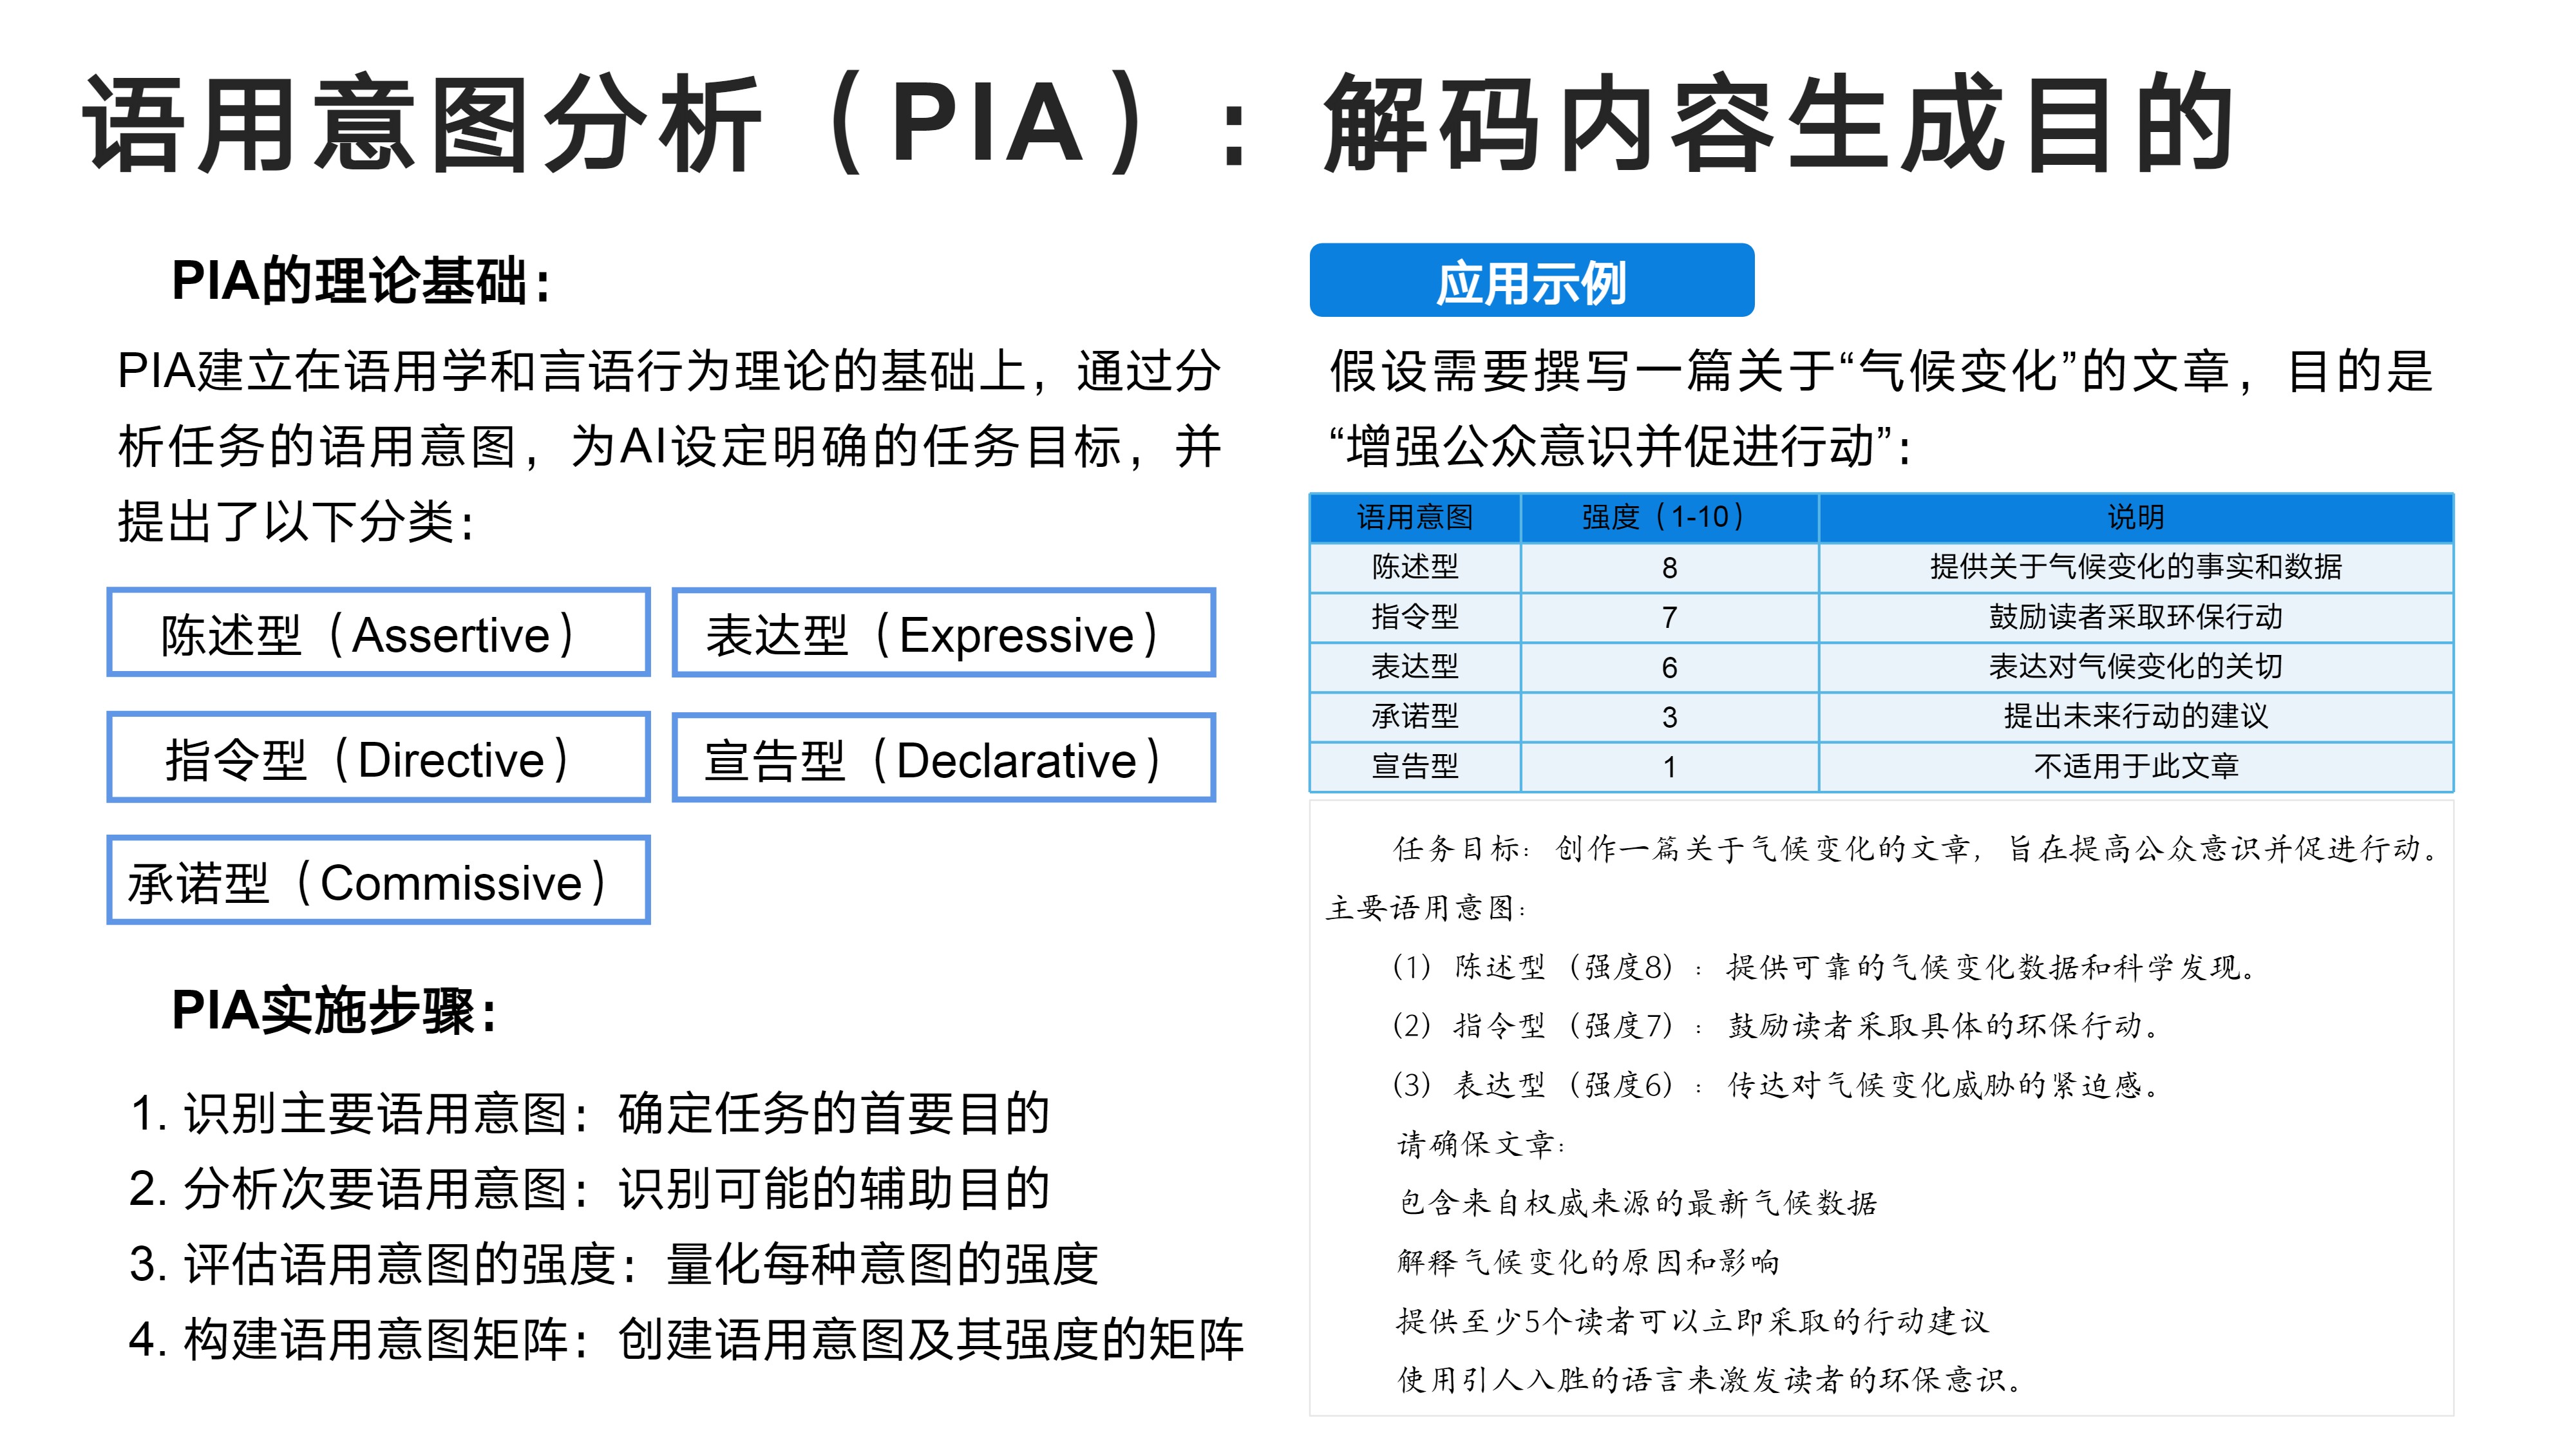 语用意图分析（PIA）：解码内容生成目的
PIA的理论基础：
PIA建立在语用学和言语行为理论的基础上，通过分
析任务的语用意图，为AI设定明确的任务目标，并
提出了以下分类：
陈述型（Assertive）
表达型（Expressive）
指令型（Directive）
宣告型（Declarative）
承诺型（Commissive）
PIA实施步骤：
1. 识别主要语用意图：确定任务的首要目的
2. 分析次要语用意图：识别可能的辅助目的
3. 评估语用意图的强度：量化每种意图的强度
4. 构建语用意图矩阵：创建语用意图及其强度的矩阵
应用示例
假设需要撰写一篇关于“气候变化”的文章，目的是
“增强公众意识并促进行动”：
语用意图 强度（1-10） 说明
陈述型 8 提供关于气候变化的事实和数据
指令型 7 鼓励读者采取环保行动
表达型 6 表达对气候变化的关切
承诺型 3 提出未来行动的建议
宣告型 1 不适用于此文章
任务目标：创作一篇关于气候变化的文章，旨在提高公众意识并促进行动。
主要语用意图：
（1）陈述型（强度8）：提供可靠的气候变化数据和科学发现。
（2）指令型（强度7）：鼓励读者采取具体的环保行动。
（3）表达型（强度6）：传达对气候变化威胁的紧迫感。
请确保文章：
包含来自权威来源的最新气候数据
解释气候变化的原因和影响
提供至少5个读者可以立即采取的行动建议
使用引人入胜的语言来激发读者的环保意识。